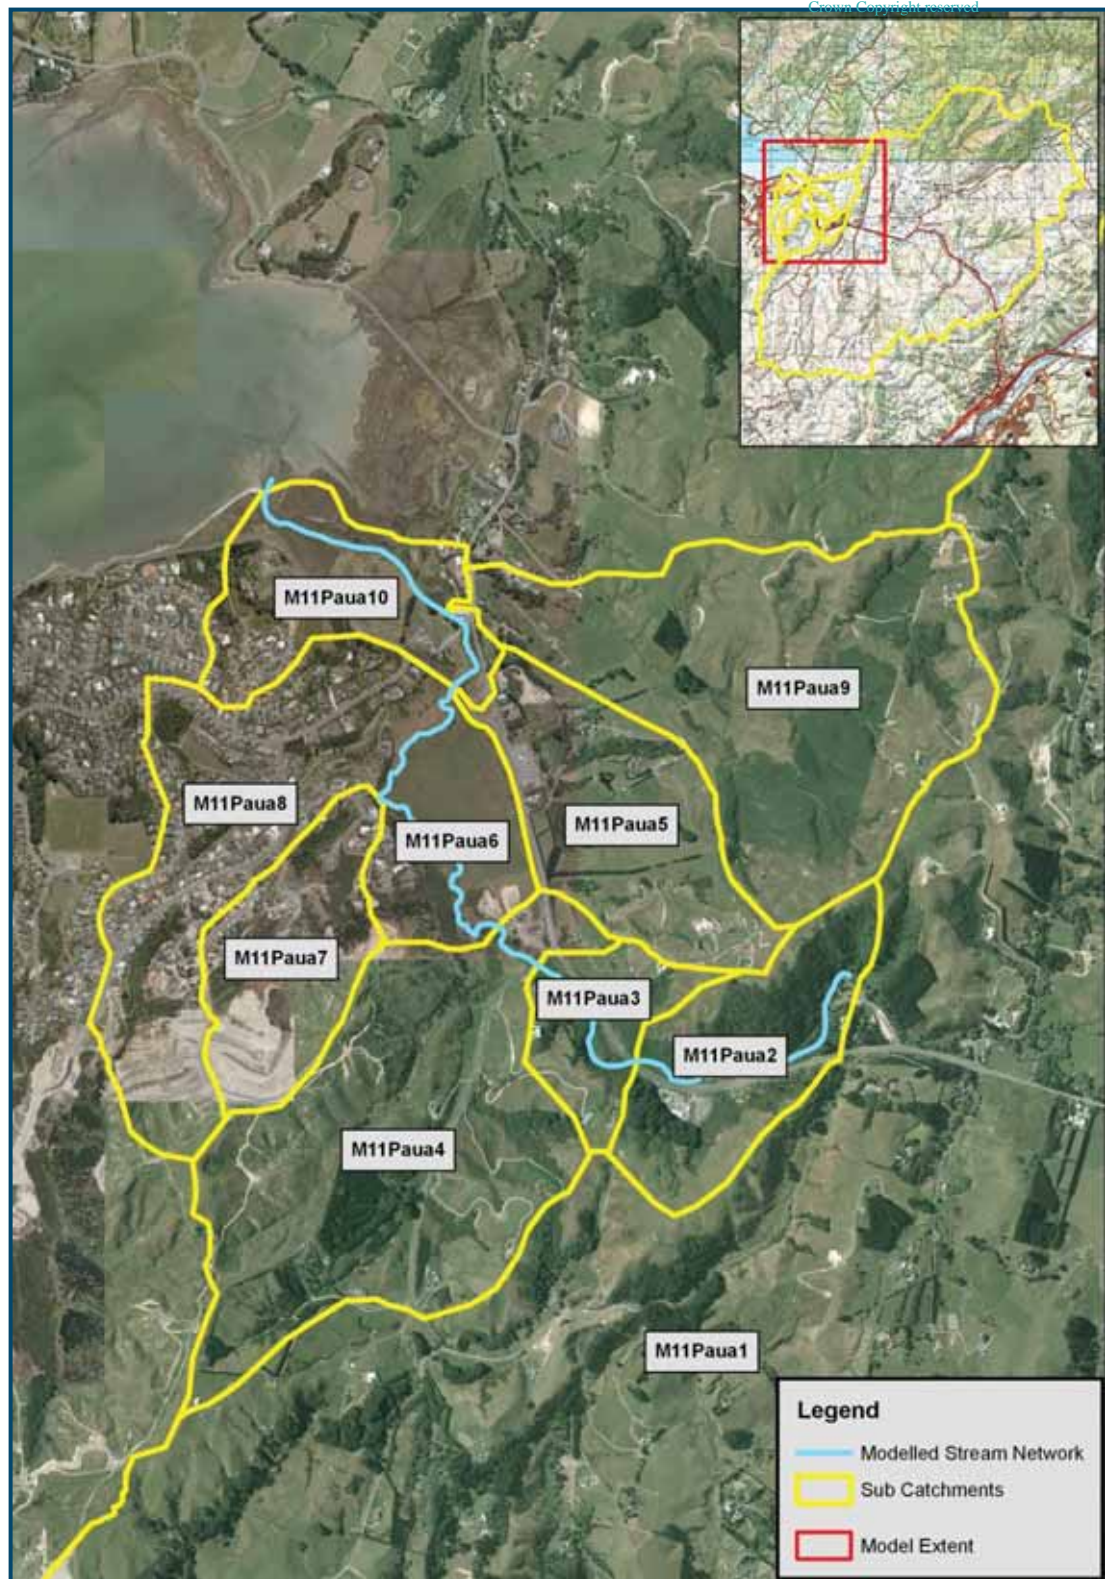 Crown Copyright reserved
M11Paua10
M11Paua9
M11Paua8
M11Paua5
M11Paua6
M11Paua7
M11Paua3
M11Paua2
M11Paua4
M11Paua1
Legend
Modelled Stream Network
Sub Catchments
Model Extent